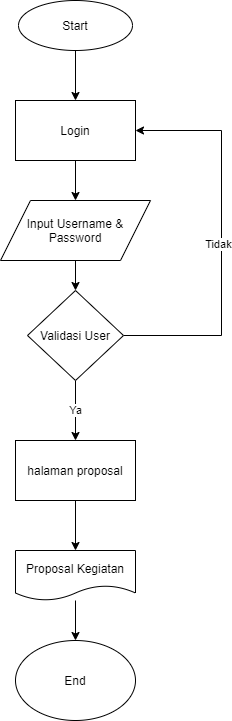 Start
Login
Input Username &
Password
Validasi User
Tidak
Ya
halaman proposal
Proposal Kegiatan
End